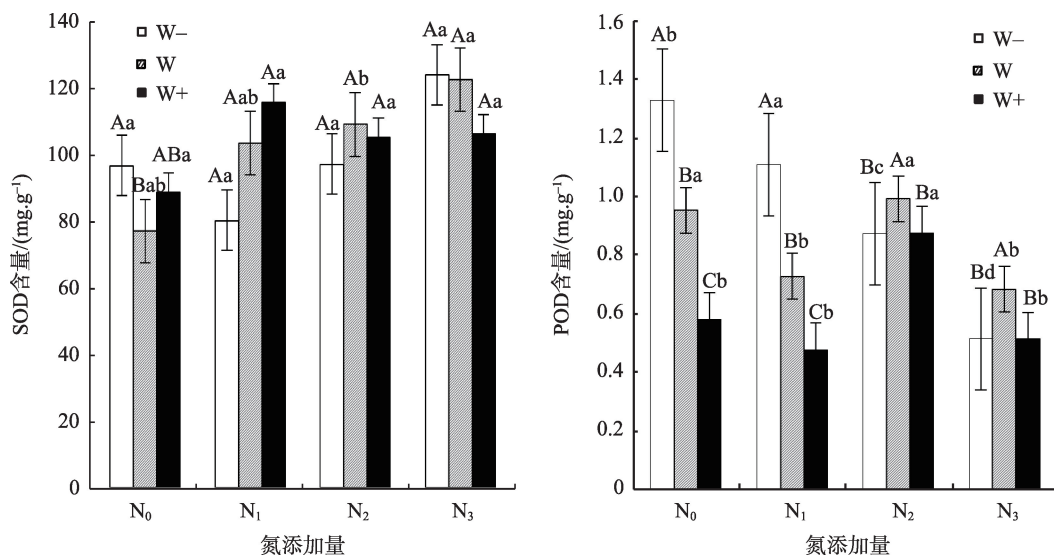 140
120
100
80
60
40
20
0
SOD含量/(mg.g⁻¹)
W–
W
W+
Aa
Bab
ABa
Aa
Aab
Aa
Aa
Ab
Aa
Aa
Aa
Aa
N₀
N₁
N₂
N₃
氮添加量
1.6
1.4
1.2
1.0
0.8
0.6
0.4
0.2
0
POD含量/(mg.g⁻¹)
W–
W
W+
Ab
Ba
Cb
Aa
Bb
Cb
Bc
Aa
Ba
Bd
Ab
Bb
N₀
N₁
N₂
N₃
氮添加量